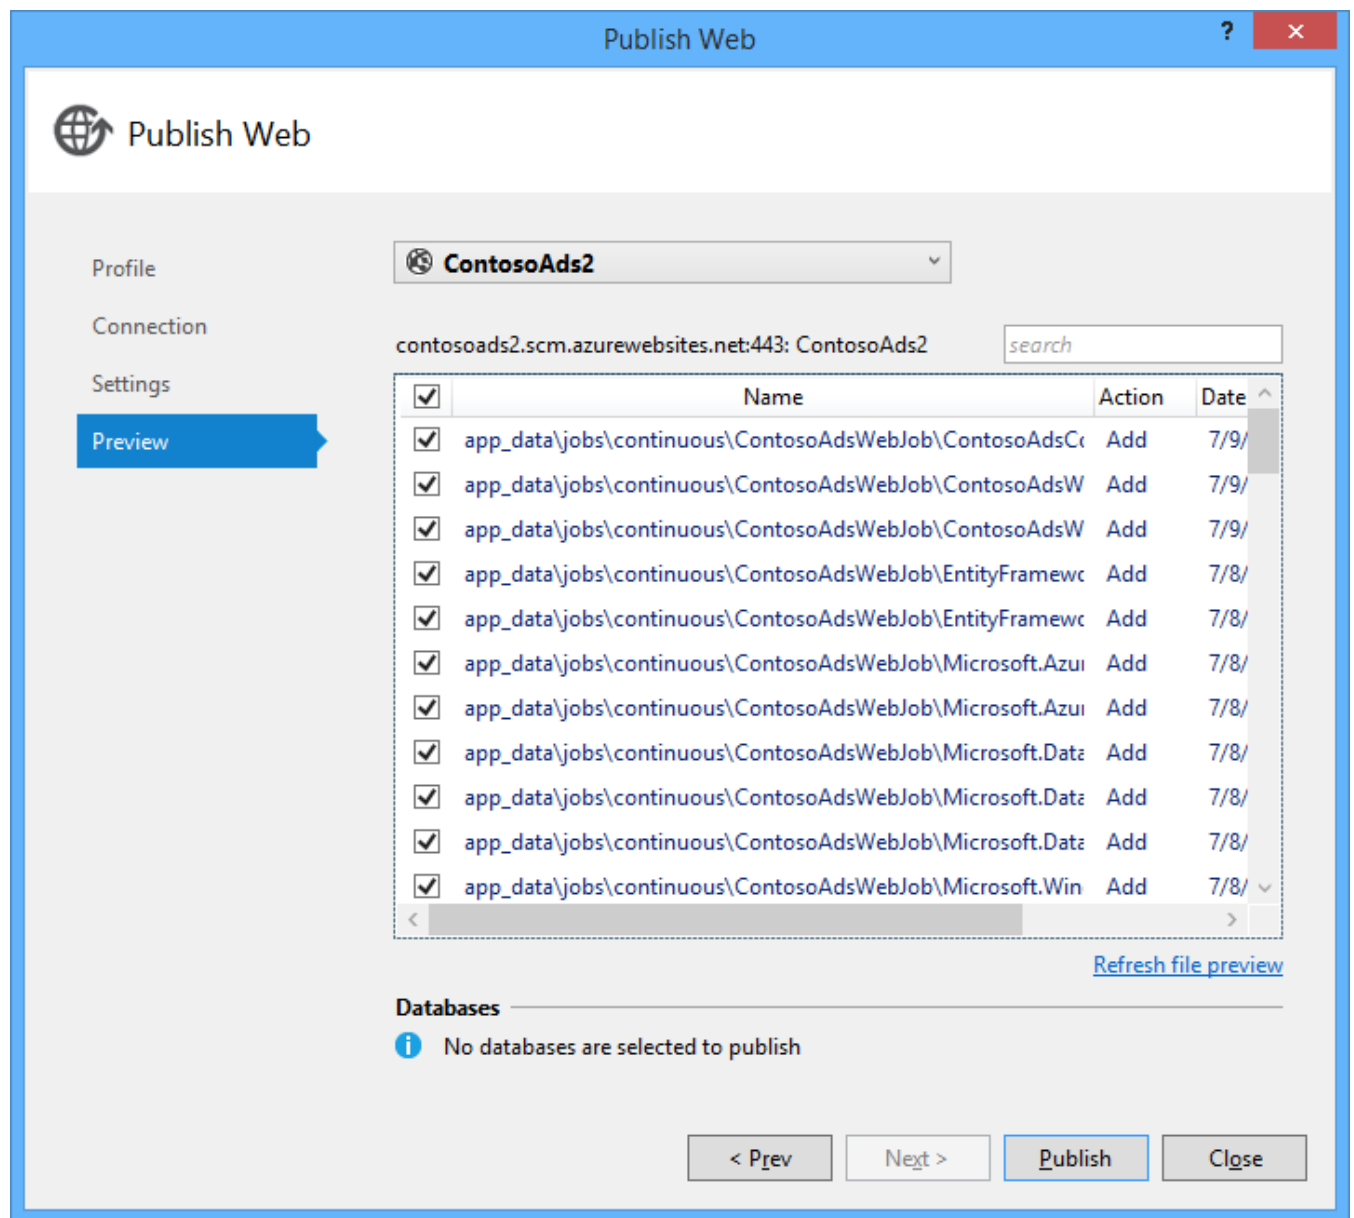 Publish Web
?
Publish Web
Profile
Connection
Settings
Preview
ContosoAds2
contosoads2.scm.azurewebsites.net:443: ContosoAds2
search
Name Action Date
app_data\jobs\continuous\ContosoAdsWebJob\ContosoAdsCo Add 7/9/
app_data\jobs\continuous\ContosoAdsWebJob\ContosoAdsW Add 7/9/
app_data\jobs\continuous\ContosoAdsWebJob\ContosoAdsW Add 7/9/
app_data\jobs\continuous\ContosoAdsWebJob\EntityFramewo Add 7/8/
app_data\jobs\continuous\ContosoAdsWebJob\EntityFramewo Add 7/8/
app_data\jobs\continuous\ContosoAdsWebJob\Microsoft.Azur Add 7/8/
app_data\jobs\continuous\ContosoAdsWebJob\Microsoft.Azur Add 7/8/
app_data\jobs\continuous\ContosoAdsWebJob\Microsoft.Data Add 7/8/
app_data\jobs\continuous\ContosoAdsWebJob\Microsoft.Data Add 7/8/
app_data\jobs\continuous\ContosoAdsWebJob\Microsoft.Data Add 7/8/
app_data\jobs\continuous\ContosoAdsWebJob\Microsoft.Win Add 7/8/
Refresh file preview
Databases
No databases are selected to publish
< Prev Next > Publish Close